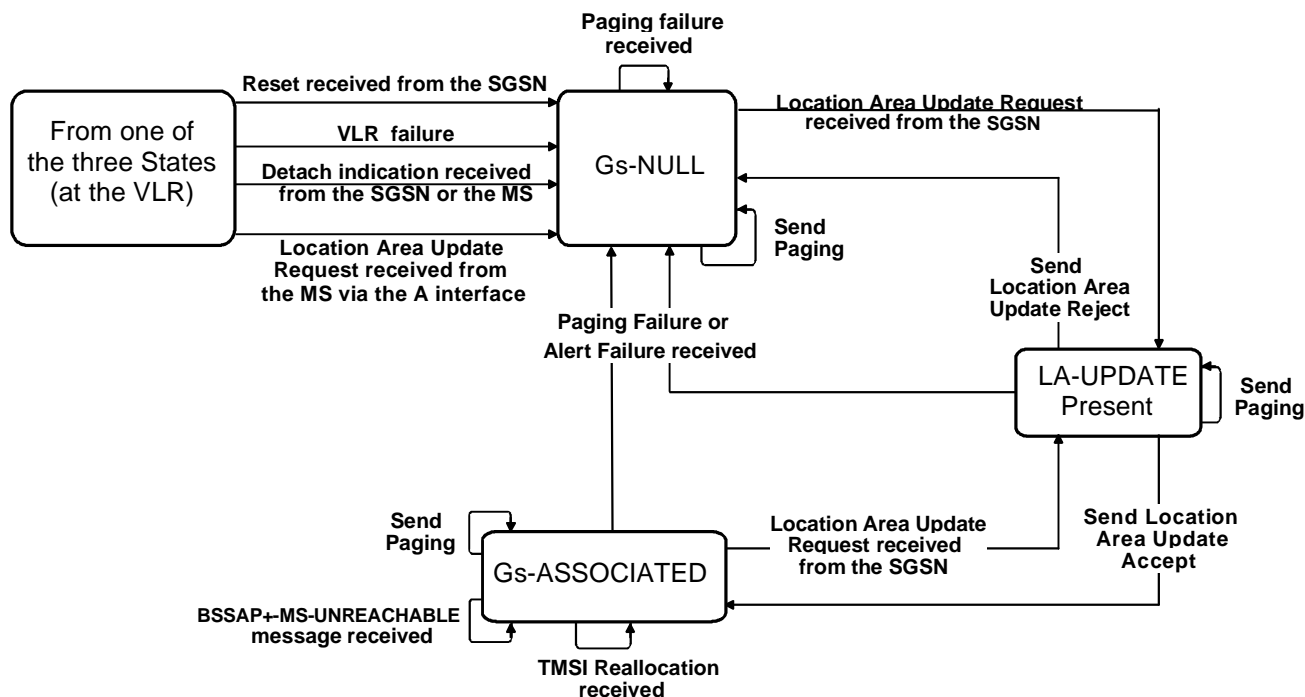 Paging failure
received
Reset received from the SGSN
VLR failure
Detach indication received
from the SGSN or the MS
Location Area Update
Request received from
the MS via the A interface
From one of
the three States
(at the VLR)
Gs-NULL
Location Area Update Request
received from the SGSN
Send
Paging
Send
Location Area
Update Reject
Paging Failure or
Alert Failure received
LA-UPDATE
Present
Send
Paging
Send
Paging
Location Area Update
Request received
from the SGSN
Send Location
Area Update
Accept
Gs-ASSOCIATED
BSSAP+-MS-UNREACHABLE
message received
TMSI Reallocation
received